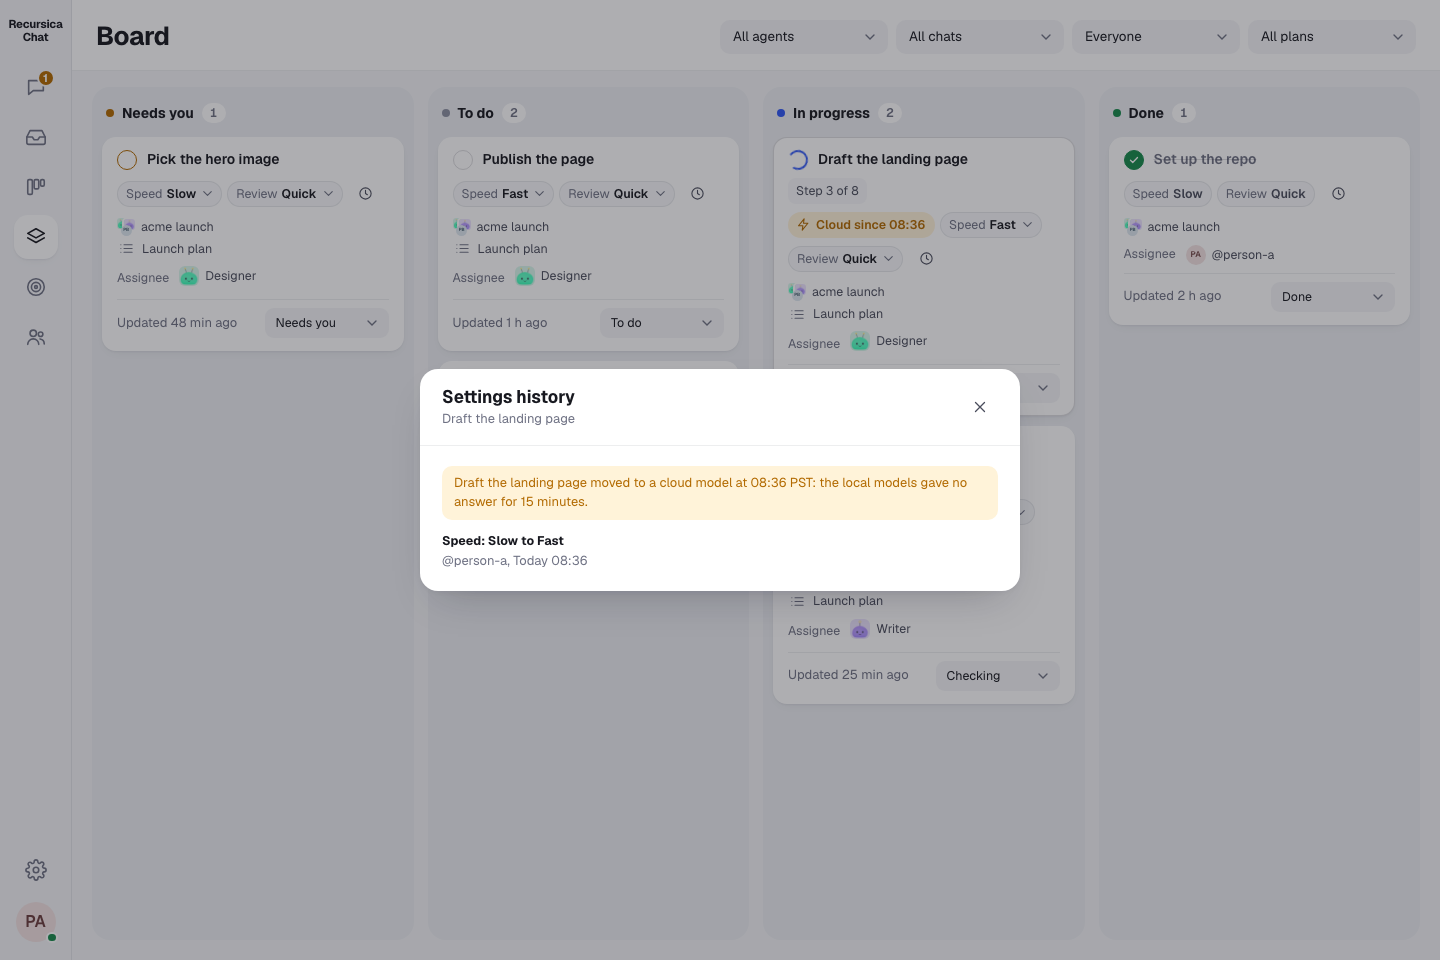 Recursica
Chat
1
PA
Board
All agents
All chats
Everyone
All plans
Needs you 1
Pick the hero image
Speed Slow
Review Quick
acme launch
Launch plan
Assignee Designer
Updated 48 min ago
Needs you
To do 2
Publish the page
Speed Fast
Review Quick
acme launch
Launch plan
Assignee Designer
Updated 1 h ago
To do
In progress 2
Draft the landing page
Step 3 of 8
Cloud since 08:36
Speed Fast
Review Quick
acme launch
Launch plan
Assignee Designer
Launch plan
Assignee Writer
Updated 25 min ago
Checking
Done 1
Set up the repo
Speed Slow
Review Quick
acme launch
Assignee PA @person-a
Updated 2 h ago
Done
Settings history
Draft the landing page
Draft the landing page moved to a cloud model at 08:36 PST: the local models gave no
answer for 15 minutes.
Speed: Slow to Fast
@person-a, Today 08:36